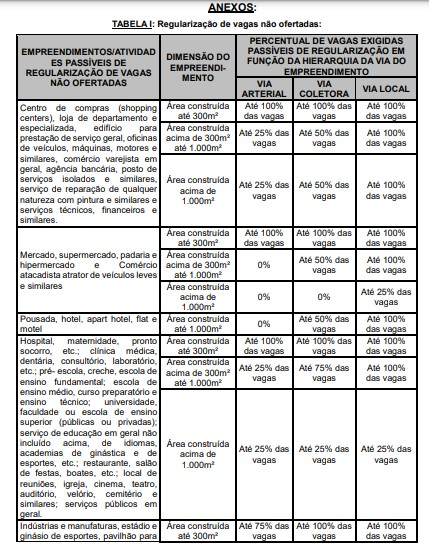 ANEXOS:
TABELA I: Regularização de vagas não ofertadas:
EMPREENDIMENTOS/ATIVIDAD
ES PASSÍVEIS DE
REGULARIZAÇÃO DE VAGAS
NÃO OFERTADAS
DIMENSÃO DO
EMPREENDI-
MENTO
PERCENTUAL DE VAGAS EXIGIDAS
PASSÍVEIS DE REGULARIZAÇÃO EM
FUNÇÃO DA HIERARQUIA DA VIA DO
EMPREENDIMENTO
VIA
ARTERIAL
VIA
COLETORA
VIA LOCAL
Centro de compras (shopping
centers), loja de departamento e
especializada, edifício para
prestação de serviço geral, oficinas
de veículos, máquinas, motores e
similares, comércio varejista em
geral, agência bancária, posto de
serviços isolados e similares,
serviço de reparação de qualquer
natureza com pintura e similares e
serviços técnicos, financeiros e
similares.
Área construída
até 300m²
Até 100%
das vagas
Até 100% das
vagas
Até 100%
das vagas
Área construída
acima de 300m²
até 1.000m²
Até 25% das
vagas
Até 50% das
vagas
Até 100%
das vagas
Área construída
acima de
1.000m²
Até 25% das
vagas
Até 50% das
vagas
Até 100%
das vagas
Mercado, supermercado, padaria e
hipermercado e Comércio
atacadista atrator de veículos leves
e similares
Área construída
até 300m²
Até 100%
das vagas
Até 100% das
vagas
Até 100%
das vagas
Área construída
acima de 300m²
até 1.000m²
0%
Até 50% das
vagas
Até 100%
das vagas
Área construída
acima de
1.000m²
0%
0%
Até 25% das
vagas
Pousada, hotel, apart hotel, flat e
motel
Área construída
até 1.000m²
0%
Até 50% das
vagas
Até 100%
das vagas
Hospital, maternidade, pronto
socorro, etc.; clínica médica,
dentária, consultório, laboratório,
etc.; pré- escola, creche, escola de
ensino fundamental; escola de
ensino médio, curso preparatório e
ensino técnico; universidade,
faculdade ou escola de ensino
superior (públicas ou privadas);
serviço de educação em geral não
incluído acima, de idiomas,
academias de ginástica e de
esportes, etc.; restaurante, salão
de festas, boates, etc.; local de
reuniões, igreja, cinema, teatro,
auditório, velório, cemitério e
similares; serviços públicos em
geral.
Área construída
até 300m²
Até 100%
das vagas
Até 100% das
vagas
Até 100%
das vagas
Área construída
acima de 300m²
até 1.000m²
Até 25% das
vagas
Até 75% das
vagas
Até 100%
das vagas
Área construída
acima de
1.000m²
Até 25% das
vagas
Até 25% das
vagas
Até 25% das
vagas
Indústrias e manufaturas, estádio e
ginásio de esportes, pavilhão para
Área construída
até 300m²
Até 75% das
vagas
Até 100% das
vagas
Até 100%
das vagas